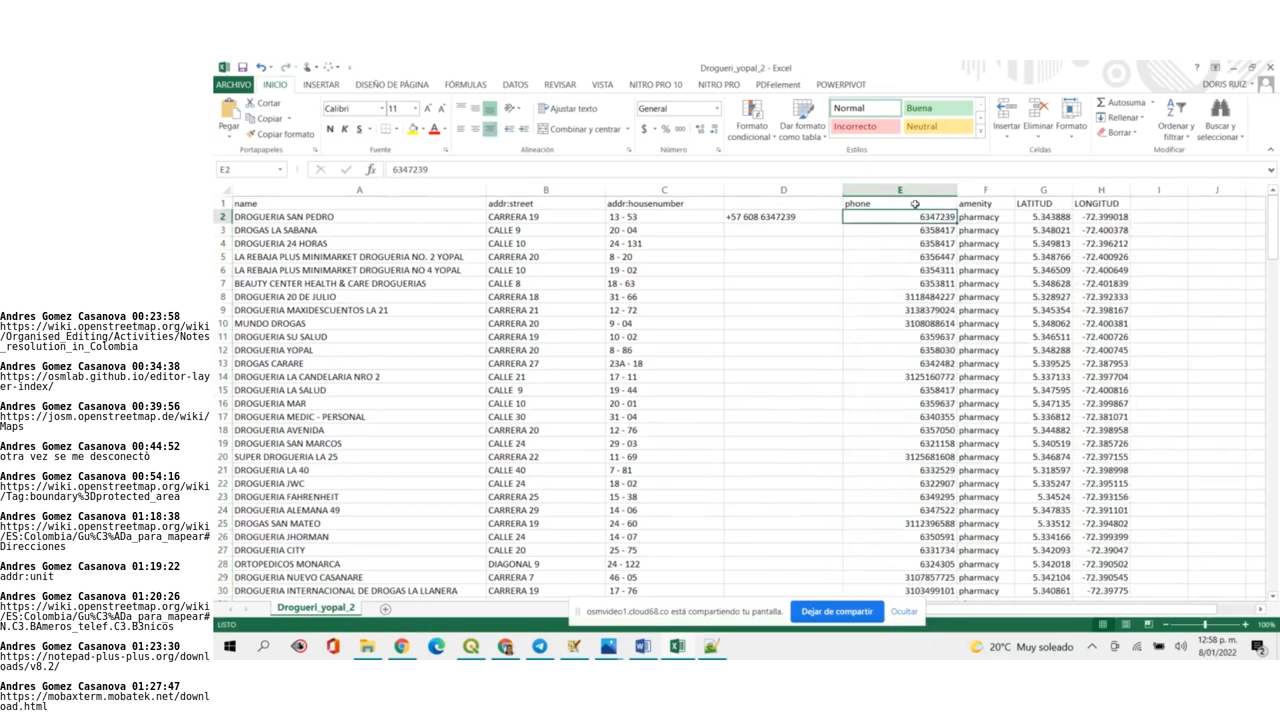 Andres Gomez Casanova 00:23:58
https://wiki.openstreetmap.org/wiki
/Organised_Editing/Activities/Notes
_resolution_in_Colombia
Andres Gomez Casanova 00:34:38
https://osmlab.github.io/editor-lay
er-index/
Andres Gomez Casanova 00:39:56
https://josm.openstreetmap.de/wiki/
Maps
Andres Gomez Casanova 00:44:52
otra vez se me desconectò
Andres Gomez Casanova 00:54:16
https://wiki.openstreetmap.org/wiki
/Tag:boundary%3Dprotected_area
Andres Gomez Casanova 01:18:38
https://wiki.openstreetmap.org/wiki
/ES:Colombia/Gu%C3%ADa_para_mapear#
Direcciones
Andres Gomez Casanova 01:19:22
addr:unit
Andres Gomez Casanova 01:20:26
https://wiki.openstreetmap.org/wiki
/ES:Colombia/Gu%C3%ADa_para_mapear#
N.C3.BAmeros_telef.C3.B3nicos
Andres Gomez Casanova 01:23:30
https://notepad-plus-plus.org/downl
oads/v8.2/
Andres Gomez Casanova 01:27:47
https://mobaxterm.mobatek.net/downl
oad.html
Drogueri_yopal_2 - Excel
ARCHIVO INICIO INSERTAR DISEÑO DE PÁGINA FÓRMULAS DATOS REVISAR VISTA NITRO PRO 10 NITRO PRO PDFelement POWERPIVOT DORIS RUIZ
Pegar Cortar Copiar Copiar formato Calibri 11 N K S Ajustar texto Combinar y centrar General $ % 000 Formato condicional Dar formato como tabla Normal Buena Incorrecto Neutral Insertar Eliminar Formato Autosuma Rellenar Borrar Ordenar y filtrar Buscar y seleccionar
Portapapeles Fuente Alineación Número Estilos Celdas Modificar
E2 fx 6347239
A B C D E F G H I J
1 name addr:street addr:housenumber phone amenity LATITUD LONGITUD
2 DROGUERIA SAN PEDRO CARRERA 19 13 - 53 +57 608 6347239 6347239 pharmacy 5.343888 -72.399018
3 DROGAS LA SABANA CALLE 9 20 - 04 6358417 pharmacy 5.348021 -72.400378
4 DROGUERIA 24 HORAS CALLE 10 24 - 131 6358417 pharmacy 5.349813 -72.396212
5 LA REBAJA PLUS MINIMARKET DROGUERIA NO. 2 YOPAL CARRERA 20 8 - 20 6356447 pharmacy 5.348766 -72.400926
6 LA REBAJA PLUS MINIMARKET DROGUERIA NO 4 YOPAL CALLE 10 19 - 02 6354311 pharmacy 5.346509 -72.400649
7 BEAUTY CENTER HEALTH & CARE DROGUERIAS CALLE 8 18 - 63 6353811 pharmacy 5.348628 -72.401839
8 DROGUERIA 20 DE JULIO CARRERA 18 31 - 66 3118484227 pharmacy 5.328927 -72.392333
9 DROGUERIA MAXIDESCUENTOS LA 21 CARRERA 21 12 - 72 3138379024 pharmacy 5.345354 -72.398167
10 MUNDO DROGAS CARRERA 20 9 - 04 3108088614 pharmacy 5.348062 -72.400381
11 DROGUERIA SU SALUD CARRERA 19 10 - 02 6359637 pharmacy 5.346511 -72.400726
12 DROGUERIA YOPAL CARRERA 20 8 - 86 6358030 pharmacy 5.348288 -72.400745
13 DROGAS CARARE CARRERA 27 23A - 18 6342482 pharmacy 5.339525 -72.387953
14 DROGUERIA LA CANDELARIA NRO 2 CALLE 21 17 - 11 3125160772 pharmacy 5.337133 -72.397704
15 DROGUERIA LA SALUD CALLE 9 19 - 44 6358417 pharmacy 5.347595 -72.400816
16 DROGUERIA MAR CALLE 10 20 - 01 6359637 pharmacy 5.347135 -72.399867
17 DROGUERIA MEDIC - PERSONAL CALLE 30 31 - 04 6340355 pharmacy 5.336812 -72.381071
18 DROGUERIA AVENIDA CARRERA 20 12 - 76 6357050 pharmacy 5.344882 -72.398958
19 DROGUERIA SAN MARCOS CALLE 24 29 - 03 6321158 pharmacy 5.340519 -72.385726
20 SUPER DROGUERIA LA 25 CARRERA 22 11 - 69 3125681608 pharmacy 5.346874 -72.397155
21 DROGUERIA LA 40 CALLE 40 7 - 81 6332529 pharmacy 5.318597 -72.398998
22 DROGUERIA JWC CALLE 24 18 - 02 6322907 pharmacy 5.335247 -72.395115
23 DROGUERIA FAHRENHEIT CARRERA 25 15 - 38 6349295 pharmacy 5.34524 -72.393156
24 DROGUERIA ALEMANA 49 CARRERA 29 14 - 06 6347522 pharmacy 5.347835 -72.391101
25 DROGAS SAN MATEO CARRERA 19 24 - 60 3112396588 pharmacy 5.33512 -72.394802
26 DROGUERIA JHORMAN CALLE 24 14 - 07 6350591 pharmacy 5.334166 -72.399399
27 DROGUERIA CITY CALLE 20 25 - 75 6331734 pharmacy 5.342093 -72.39047
28 ORTOPEDICOS MONARCA DIAGONAL 9 24 - 122 6324305 pharmacy 5.342018 -72.390502
29 DROGUERIA NUEVO CASANARE CARRERA 7 46 - 05 3107857725 pharmacy 5.342104 -72.390545
30 DROGUERIA INTERNACIONAL DE DROGAS LA LLANERA CARRERA 20 17 - 95 3103499101 pharmacy 5.340861 -72.39775
Drogueri_yopal_2
osmvideo1.cloud68.co está compartiendo tu pantalla. Dejar de compartir Ocultar
LISTO 100%
20°C Muy soleado 12:58 p. m.
8/01/2022 2